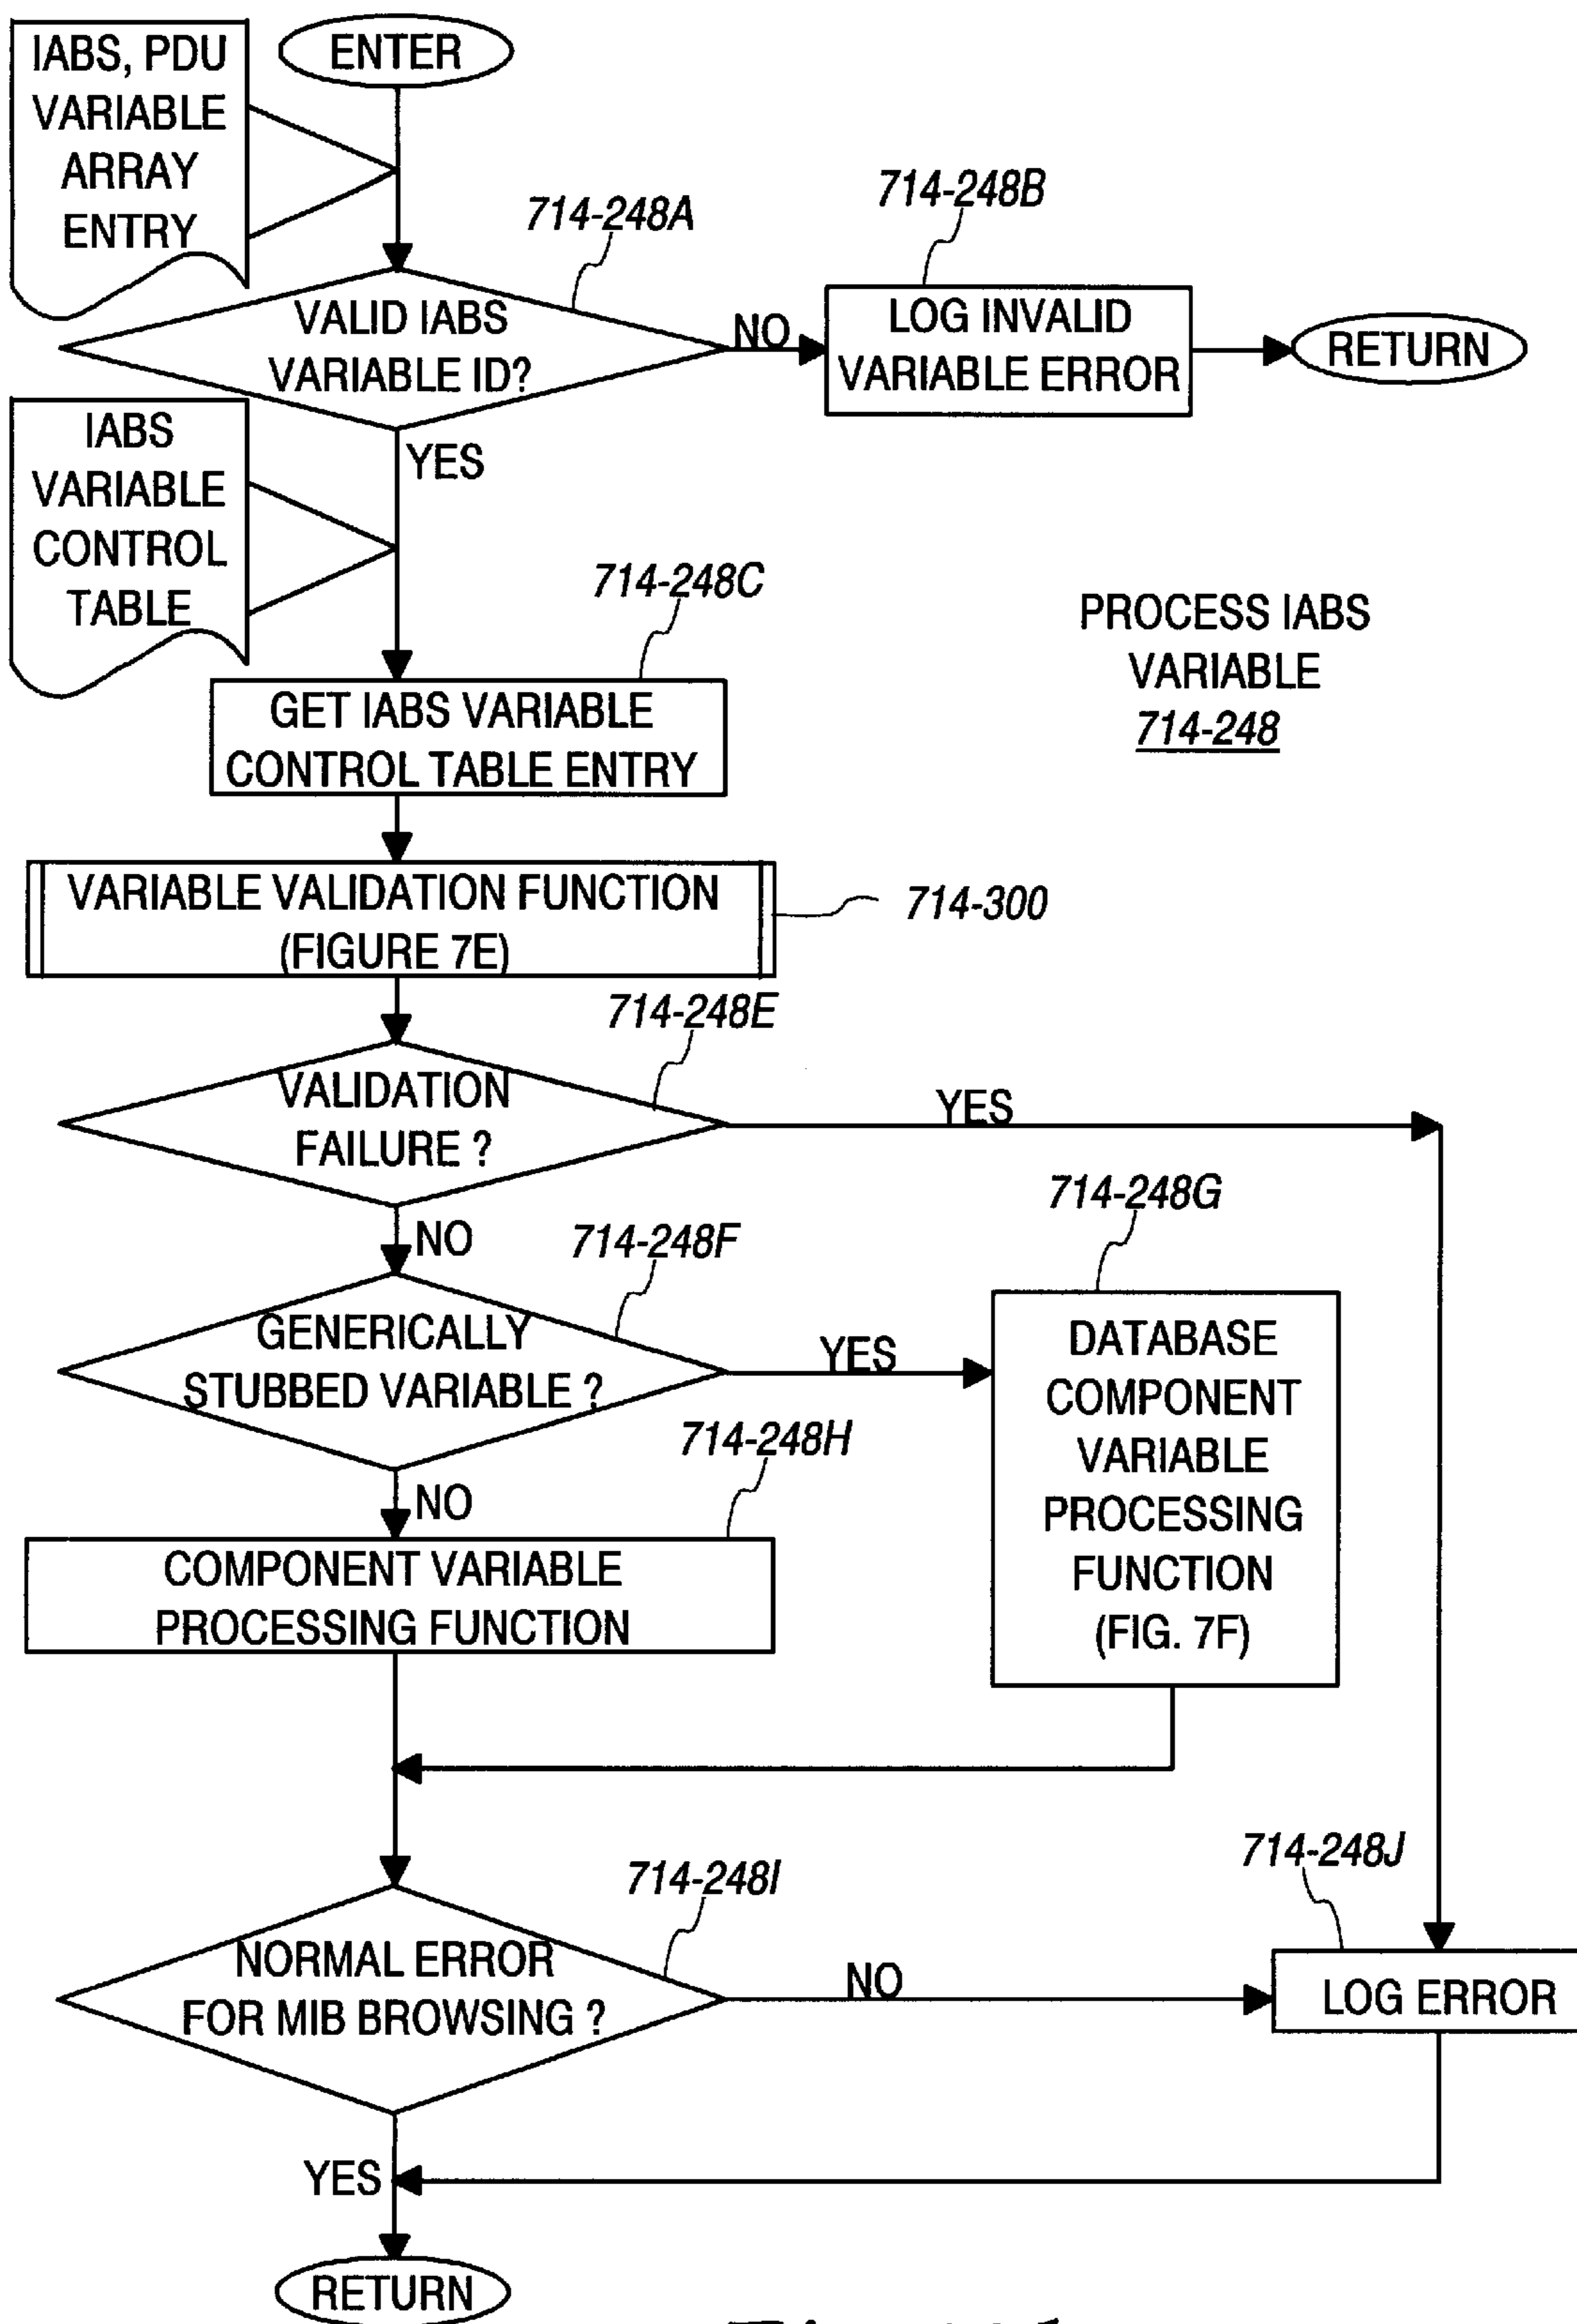 IABS, PDU
VARIABLE
ARRAY
ENTRY
ENTER
714-248A
714-248B
VALID IABS
VARIABLE ID?
NO
LOG INVALID
VARIABLE ERROR
RETURN
IABS
VARIABLE
CONTROL
TABLE
YES
714-248C
GET IABS VARIABLE
CONTROL TABLE ENTRY
PROCESS IABS
VARIABLE
714-248
VARIABLE VALIDATION FUNCTION
(FIGURE 7E)
714-300
714-248E
VALIDATION
FAILURE ?
YES
NO
714-248F
714-248G
GENERICALLY
STUBBED VARIABLE ?
YES
DATABASE
COMPONENT
VARIABLE
PROCESSING
FUNCTION
(FIG. 7F)
NO
714-248H
COMPONENT VARIABLE
PROCESSING FUNCTION
714-248I
714-248J
NORMAL ERROR
FOR MIB BROWSING ?
NO
LOG ERROR
YES
RETURN